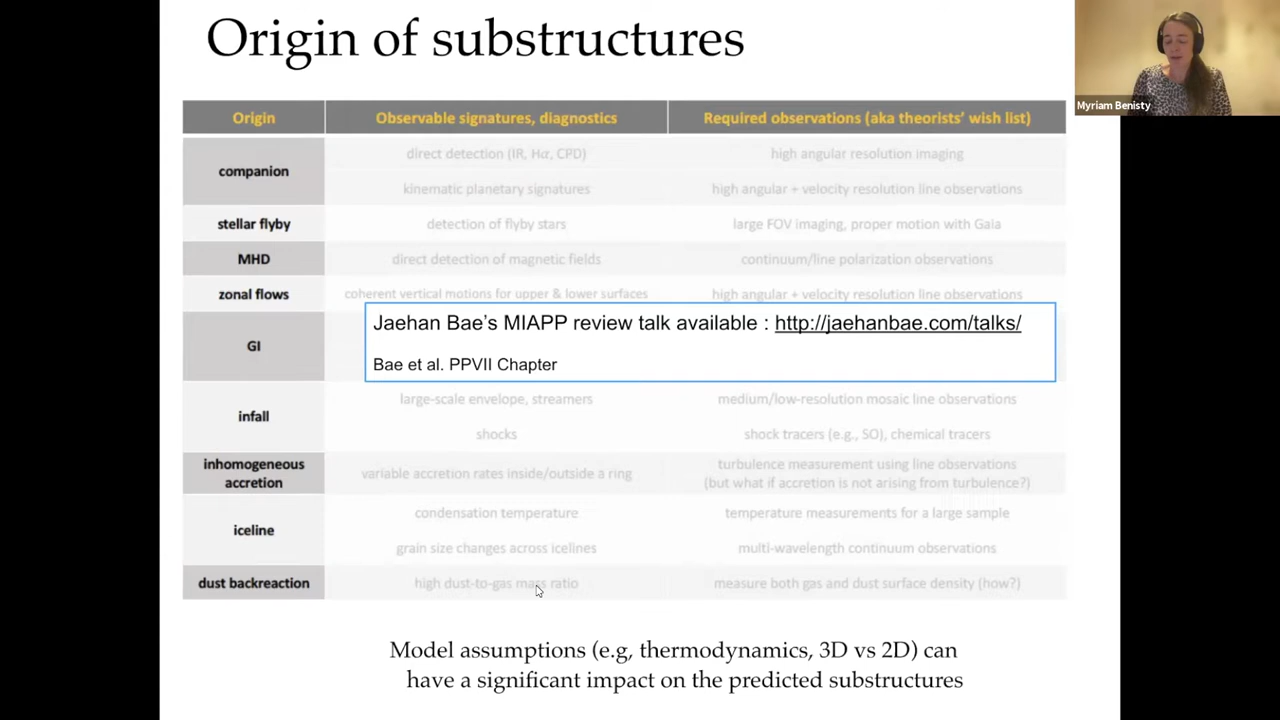 Origin of substructures
Myriam Benisty
Origin Observable signatures, diagnostics Required observations (aka theorists' wish list)
companion
direct detection (IR, Hα, CPD) high angular resolution imaging
kinematic planetary signatures high angular + velocity resolution line observations
stellar flyby detection of flyby stars large FOV imaging, proper motion with Gaia
MHD direct detection of magnetic fields continuum/line polarization observations
zonal flows coherent vertical motions for upper & lower surfaces high angular + velocity resolution line observations
GI
Jaehan Bae's MIAPP review talk available : http://jaehanbae.com/talks/
Bae et al. PPVII Chapter
infall
large-scale envelope, streamers medium/low-resolution mosaic line observations
shocks shock tracers (e.g., SO), chemical tracers
inhomogeneous
accretion
variable accretion rates inside/outside a ring
turbulence measurement using line observations
(but what if accretion is not arising from turbulence?)
iceline
condensation temperature temperature measurements for a large sample
grain size changes across icelines multi-wavelength continuum observations
dust backreaction high dust-to-gas mass ratio measure both gas and dust surface density (how?)
Model assumptions (e.g, thermodynamics, 3D vs 2D) can
have a significant impact on the predicted substructures